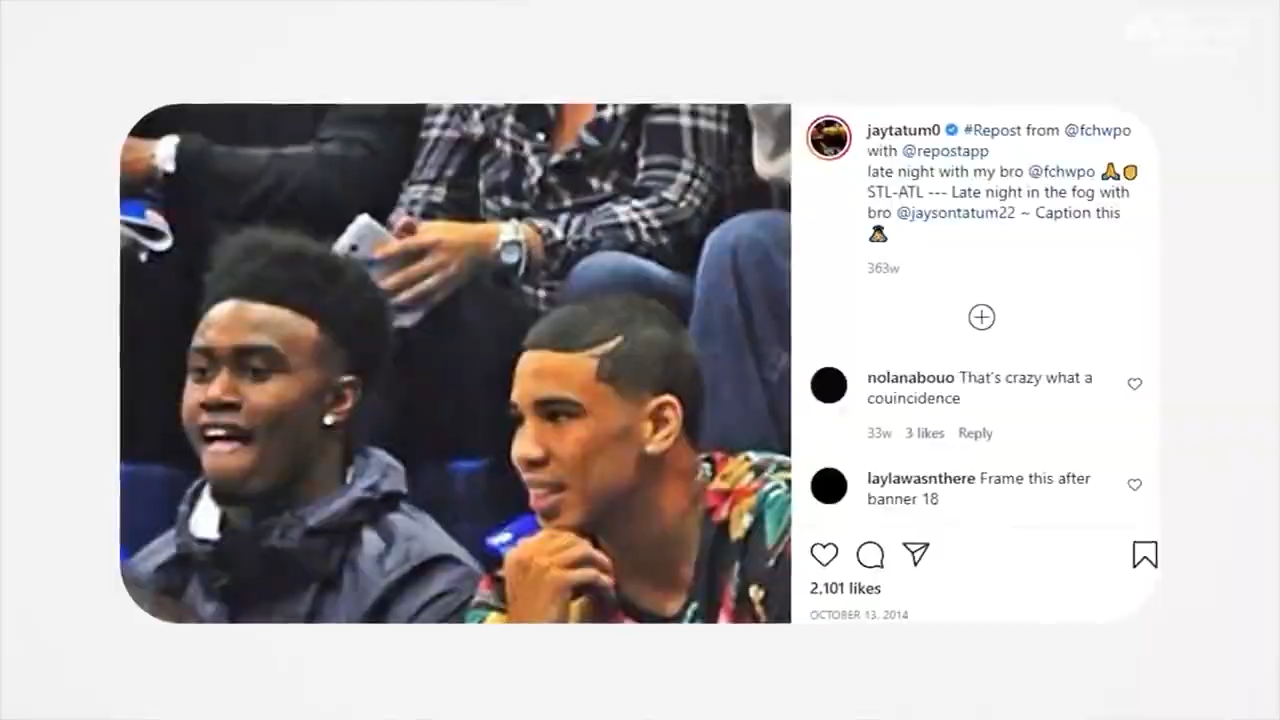 jaytatum0 #Repost from @fchwpo
with @repostapp
late night with my bro @fchwpo 🙏✊
STL-ATL --- Late night in the fog with
bro @jaysontatum22 ~ Caption this
363w
nolanabouo That's crazy what a
couincidence
33w 3 likes Reply
laylawasnthere Frame this after
banner 18
2,101 likes
OCTOBER 13, 2014